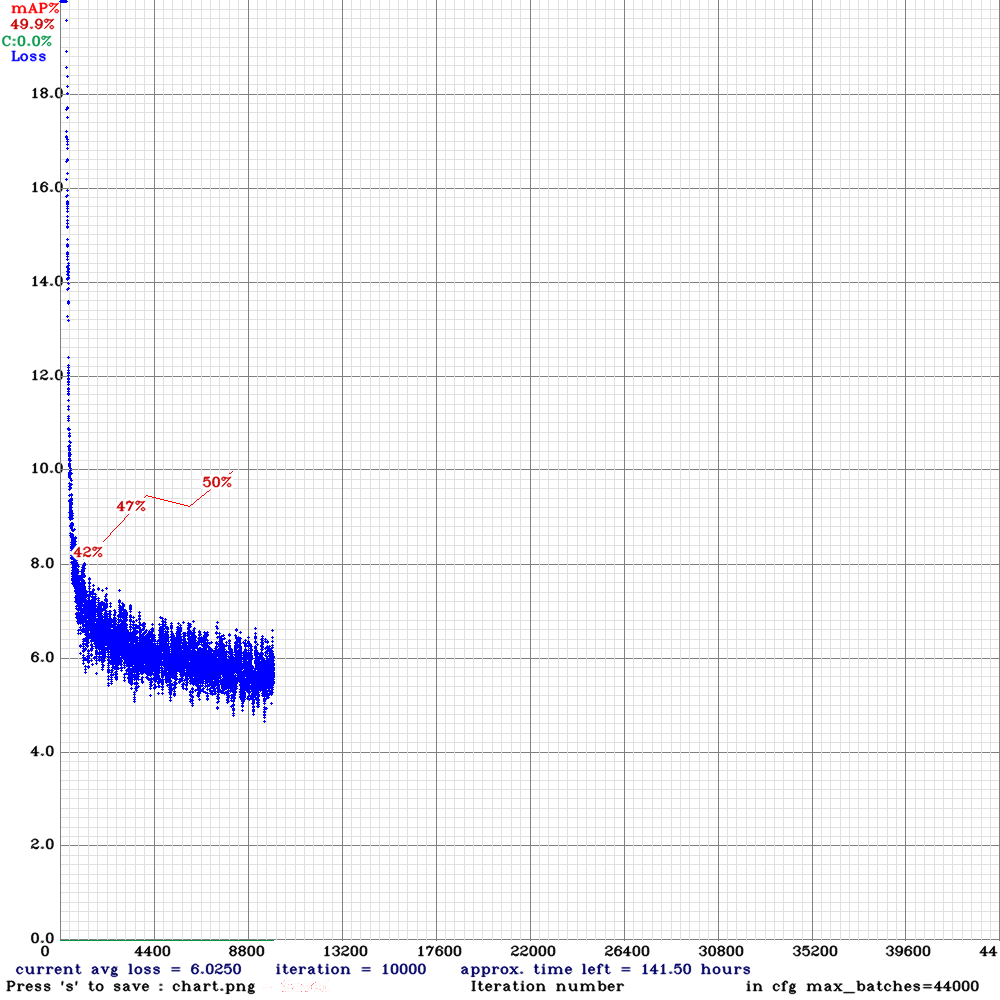 mAP%
49.9%
C:0.0%
Loss
18.0
16.0
14.0
12.0
10.0
50%
47%
42%
8.0
6.0
4.0
2.0
0.0
0 4400 8800 13200 17600 22000 26400 30800 35200 39600 44
current avg loss = 6.0250 iteration = 10000 approx. time left = 141.50 hours
Press 's' to save : chart.png Iteration number in cfg max_batches=44000